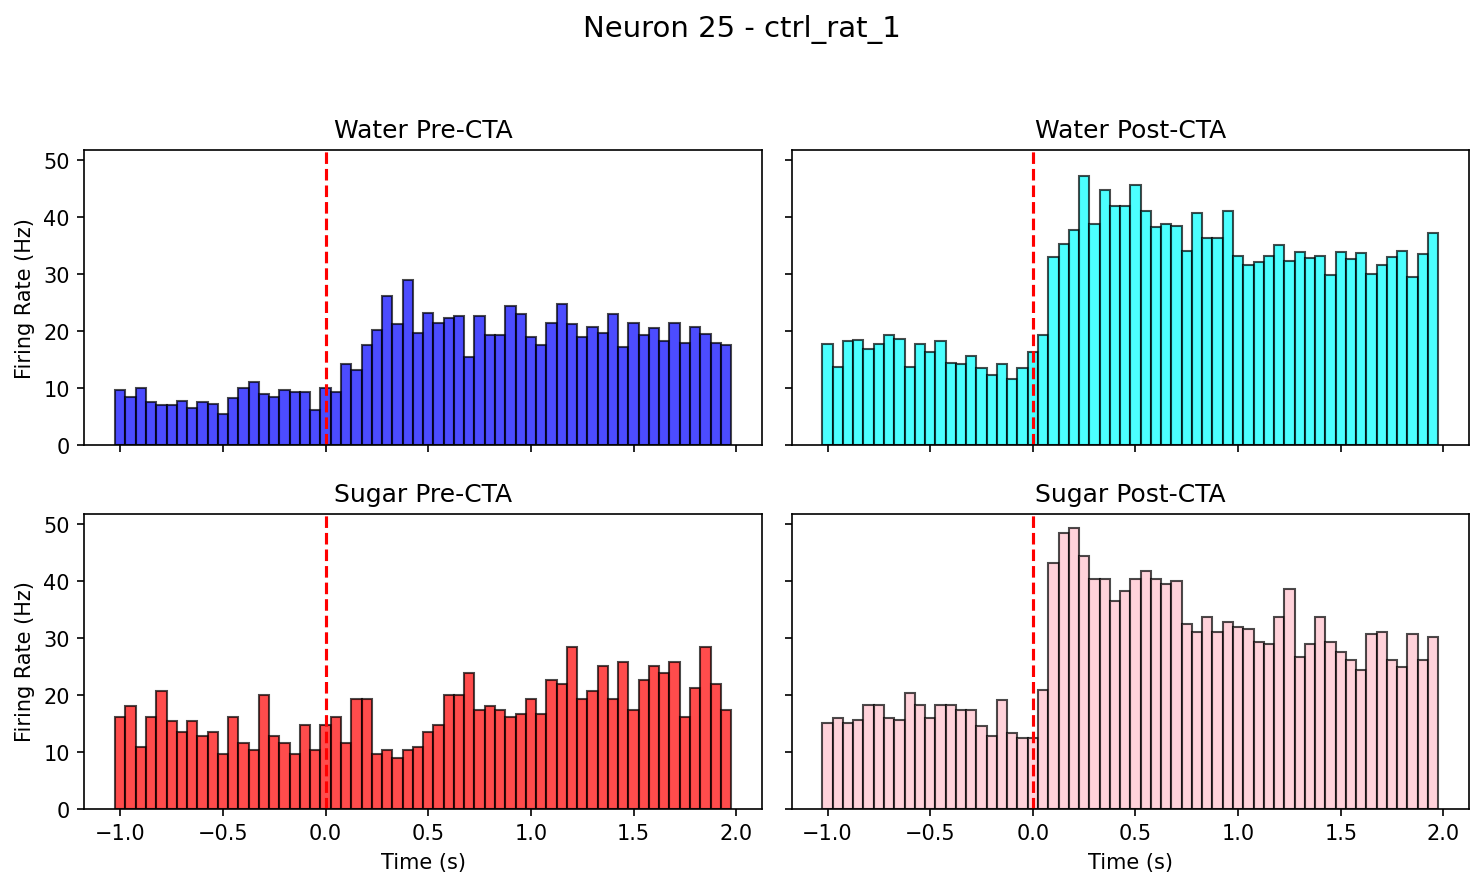 Neuron 25 - ctrl_rat_1
Water Pre-CTA
Water Post-CTA
50
40
30
20
10
0
Firing Rate (Hz)
Sugar Pre-CTA
Sugar Post-CTA
50
40
30
20
10
0
Firing Rate (Hz)
−1.0 −0.5 0.0 0.5 1.0 1.5 2.0
−1.0 −0.5 0.0 0.5 1.0 1.5 2.0
Time (s)
Time (s)